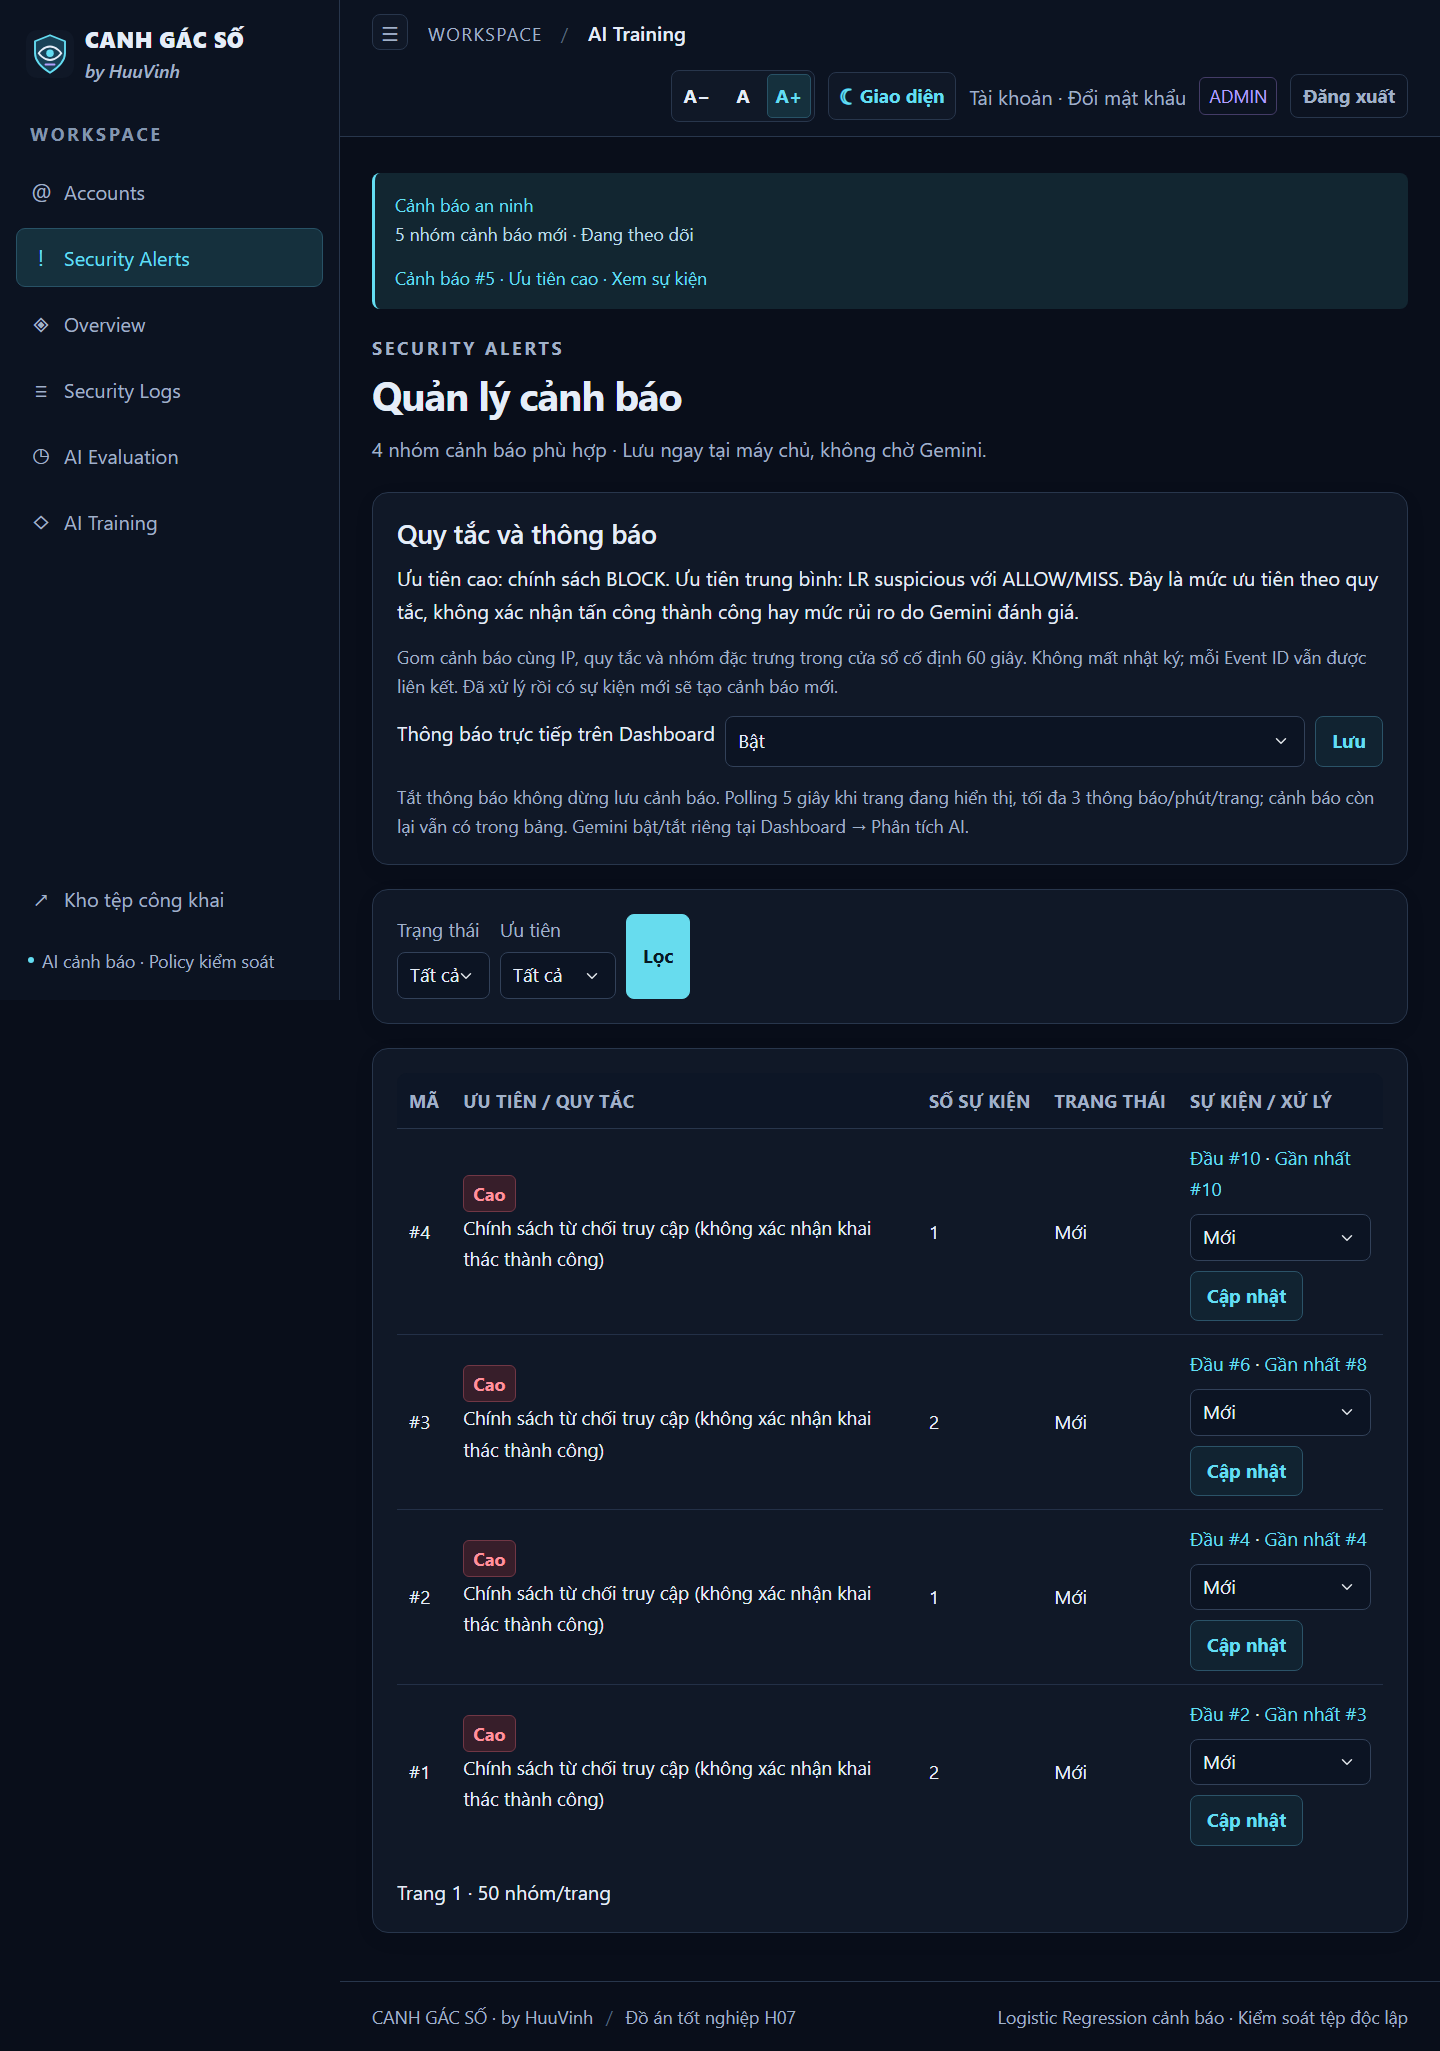 CANH GÁC SỐ
by HuuVinh
WORKSPACE
@ Accounts
! Security Alerts
◈ Overview
☰ Security Logs
◷ AI Evaluation
◇ AI Training
↗ Kho tệp công khai
• AI cảnh báo · Policy kiểm soát
☰ WORKSPACE / AI Training
A− A A+ ☾ Giao diện Tài khoản · Đổi mật khẩu ADMIN Đăng xuất
Cảnh báo an ninh
5 nhóm cảnh báo mới · Đang theo dõi
Cảnh báo #5 · Ưu tiên cao · Xem sự kiện
SECURITY ALERTS
Quản lý cảnh báo
4 nhóm cảnh báo phù hợp · Lưu ngay tại máy chủ, không chờ Gemini.
Quy tắc và thông báo
Ưu tiên cao: chính sách BLOCK. Ưu tiên trung bình: LR suspicious với ALLOW/MISS. Đây là mức ưu tiên theo quy
tắc, không xác nhận tấn công thành công hay mức rủi ro do Gemini đánh giá.
Gom cảnh báo cùng IP, quy tắc và nhóm đặc trưng trong cửa sổ cố định 60 giây. Không mất nhật ký; mỗi Event ID vẫn được
liên kết. Đã xử lý rồi có sự kiện mới sẽ tạo cảnh báo mới.
Thông báo trực tiếp trên Dashboard Bật Lưu
Tắt thông báo không dừng lưu cảnh báo. Polling 5 giây khi trang đang hiển thị, tối đa 3 thông báo/phút/trang; cảnh báo còn
lại vẫn có trong bảng. Gemini bật/tắt riêng tại Dashboard → Phân tích AI.
Trạng thái Ưu tiên
Tất cả Tất cả Lọc
MÃ ƯU TIÊN / QUY TẮC SỐ SỰ KIỆN TRẠNG THÁI SỰ KIỆN / XỬ LÝ
Đầu #10 · Gần nhất
#10
Cao
#4 Chính sách từ chối truy cập (không xác nhận khai 1 Mới Mới
thác thành công)
Cập nhật
Đầu #6 · Gần nhất #8
Cao
#3 Chính sách từ chối truy cập (không xác nhận khai 2 Mới Mới
thác thành công)
Cập nhật
Đầu #4 · Gần nhất #4
Cao
#2 Chính sách từ chối truy cập (không xác nhận khai 1 Mới Mới
thác thành công)
Cập nhật
Đầu #2 · Gần nhất #3
Cao
#1 Chính sách từ chối truy cập (không xác nhận khai 2 Mới Mới
thác thành công)
Cập nhật
Trang 1 · 50 nhóm/trang
CANH GÁC SỐ · by HuuVinh / Đồ án tốt nghiệp H07
Logistic Regression cảnh báo · Kiểm soát tệp độc lập